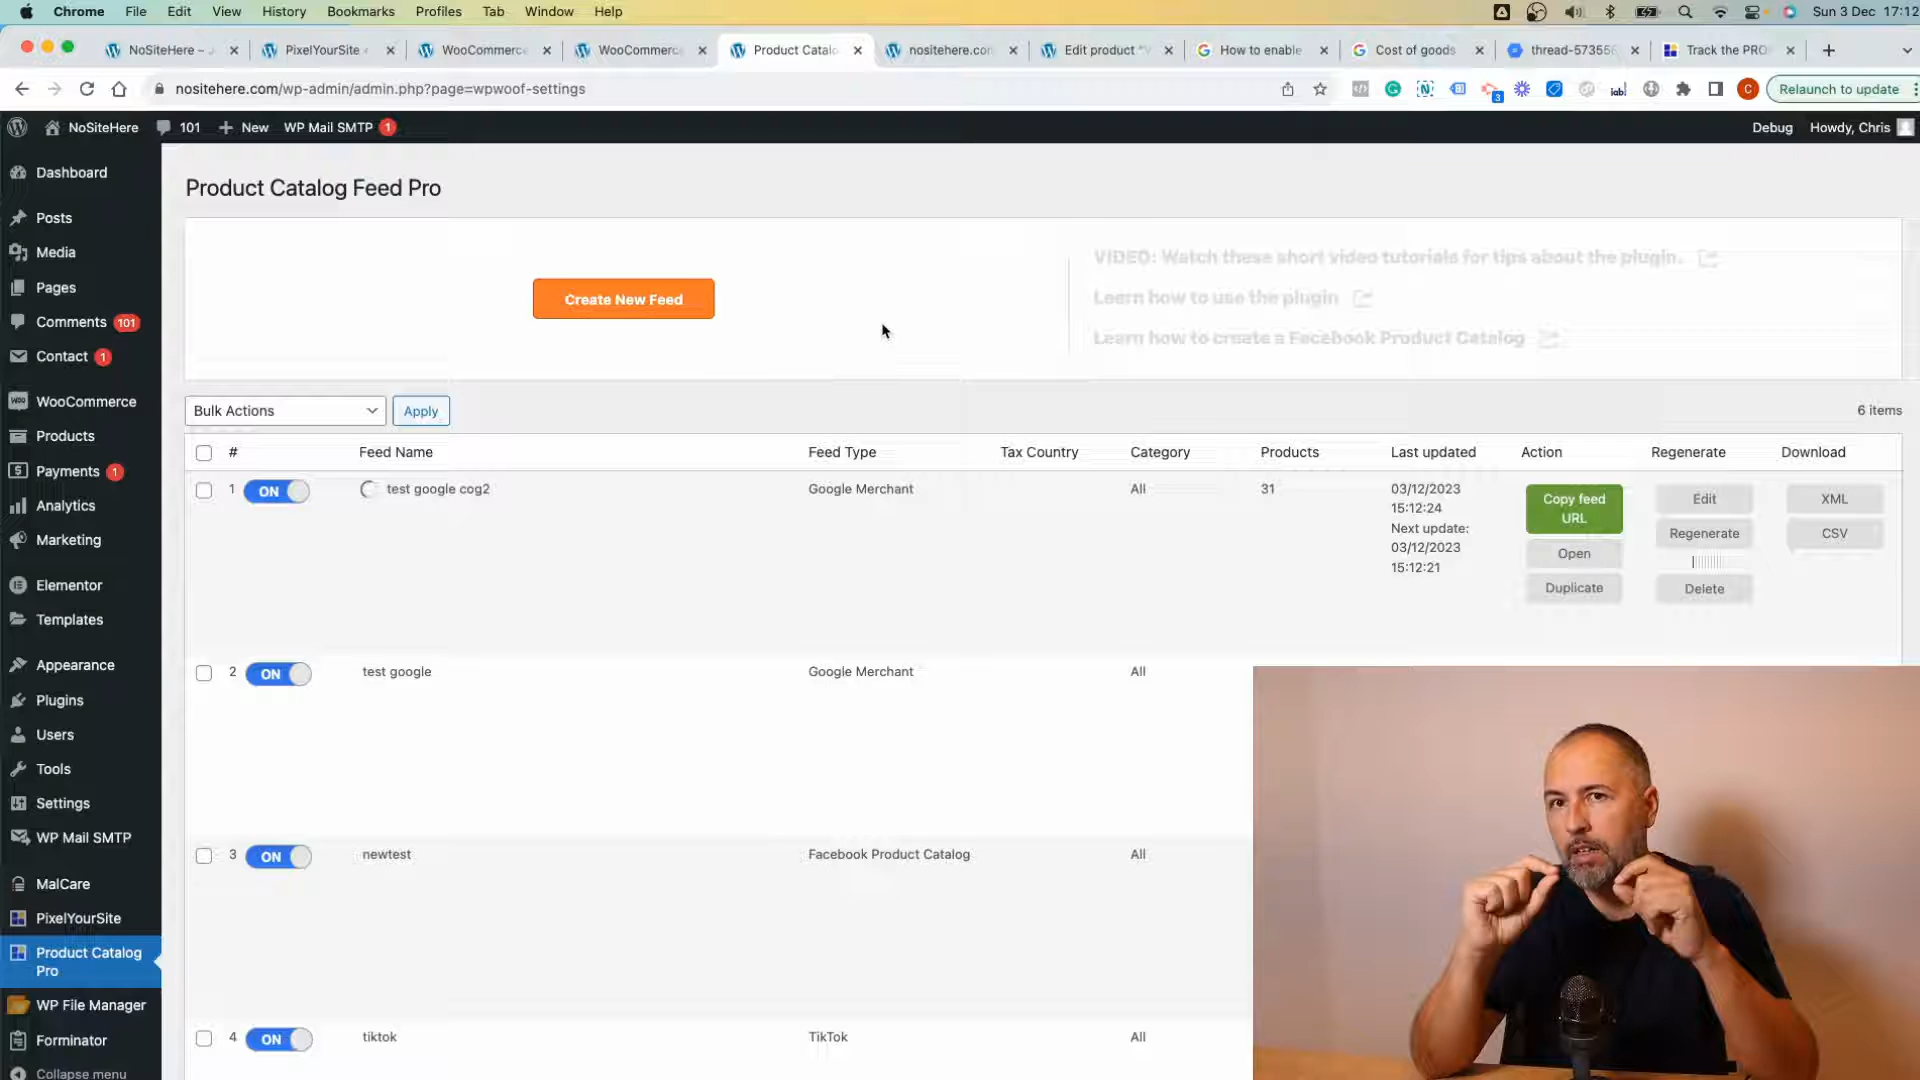 Chrome File Edit View History Bookmarks Profiles Tab Window Help Sun 3 Dec 17:12
NoSiteHere – PixelYourSite WooCommerce WooCommerc Product Catalo nositehere.co Edit product " How to enable Cost of goods thread-57355 Track the PRO
nositehere.com/wp-admin/admin.php?page=wpwoof-settings 3 C Relaunch to update
NoSiteHere 101 New WP Mail SMTP 1 Debug Howdy, Chris
Dashboard
Posts
Media
Pages
Comments 101
Contact 1
WooCommerce
Products
Payments 1
Analytics
Marketing
Elementor
Templates
Appearance
Plugins
Users
Tools
Settings
WP Mail SMTP
MalCare
PixelYourSite
Product Catalog
Pro
WP File Manager
Forminator
Collapse menu
Product Catalog Feed Pro
Create New Feed
VIDEO: Watch these short video tutorials for tips about the plugin.
Learn how to use the plugin
Learn how to create a Facebook Product Catalog
Bulk Actions Apply 6 items
# Feed Name Feed Type Tax Country Category Products Last updated Action Regenerate Download
1 ON test google cog2 Google Merchant All 31
03/12/2023
15:12:24
Next update:
03/12/2023
15:12:21
Copy feed
URL
Open
Duplicate
Edit
Regenerate
Delete
XML
CSV
2 ON test google Google Merchant All
3 ON newtest Facebook Product Catalog All
4 ON tiktok TikTok All